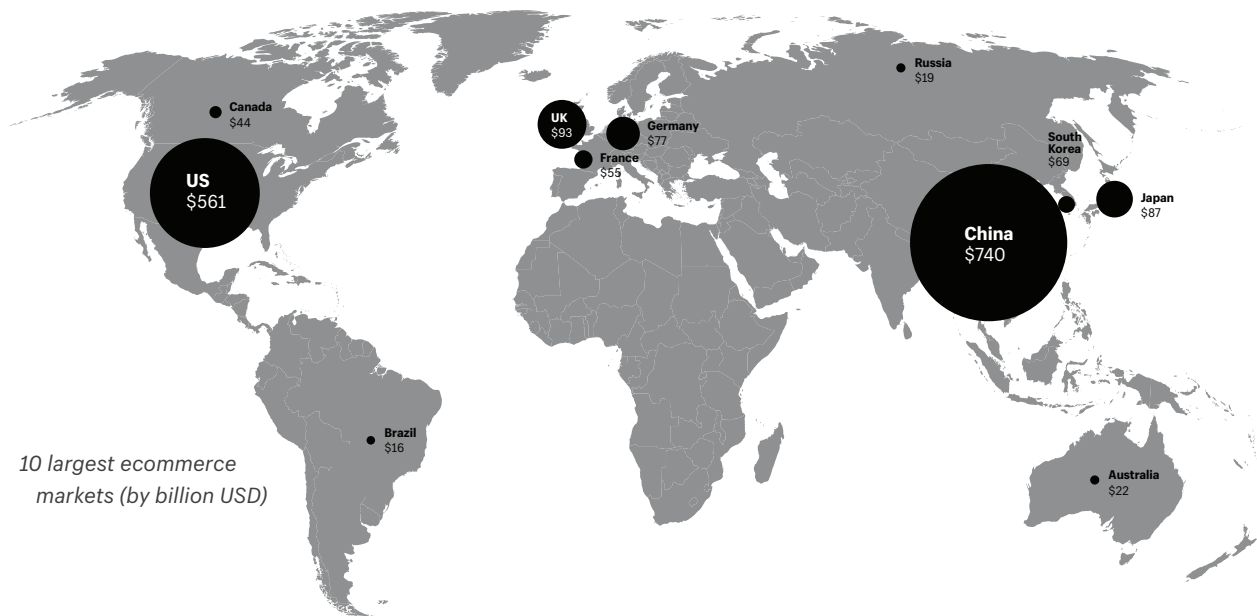 Russia
$19
Canada
$44
UK
$93
Germany
$77
South
Korea
$69
France
$55
US
$561
Japan
$87
China
$740
Brazil
$16
10 largest ecommerce
markets (by billion USD)
Australia
$22